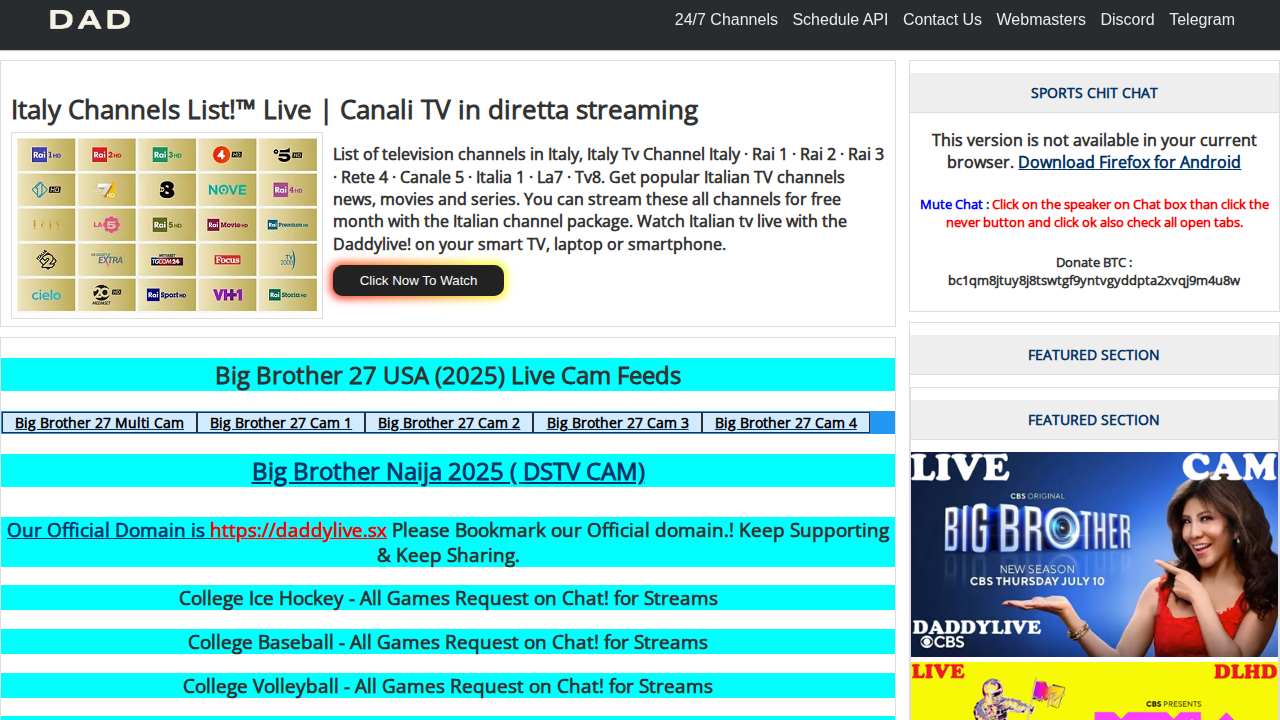 DAD
24/7 Channels Schedule API Contact Us Webmasters Discord Telegram
Italy Channels List!™ Live | Canali TV in diretta streaming
Rai 1 HD Rai 2 HD Rai 3 HD 4 HD 5 HD
1 HD 7 8 NOVE Rai 4 HD
IRIS LA 5 Rai 5 HD Rai Movie HD Rai Premium HD
27 MEDIASET EXTRA MEDIASET TGCOM24 Focus TV 2000
cielo 20 HD MEDIASET Rai Sport HD VH1 Rai Storia HD
List of television channels in Italy, Italy Tv Channel Italy · Rai 1 · Rai 2 · Rai 3
· Rete 4 · Canale 5 · Italia 1 · La7 · Tv8. Get popular Italian TV channels
news, movies and series. You can stream these all channels for free
month with the Italian channel package. Watch Italian tv live with the
Daddylive! on your smart TV, laptop or smartphone.
Click Now To Watch
Big Brother 27 USA (2025) Live Cam Feeds
Big Brother 27 Multi Cam Big Brother 27 Cam 1 Big Brother 27 Cam 2 Big Brother 27 Cam 3 Big Brother 27 Cam 4
Big Brother Naija 2025 ( DSTV CAM)
Our Official Domain is https://daddylive.sx Please Bookmark our Official domain.! Keep Supporting
& Keep Sharing.
College Ice Hockey - All Games Request on Chat! for Streams
College Baseball - All Games Request on Chat! for Streams
College Volleyball - All Games Request on Chat! for Streams
SPORTS CHIT CHAT
This version is not available in your current
browser. Download Firefox for Android
Mute Chat : Click on the speaker on Chat box than click the
never button and click ok also check all open tabs.
Donate BTC :
bc1qm8jtuy8j8tswtgf9yntvgyddpta2xvqj9m4u8w
FEATURED SECTION
FEATURED SECTION
LIVE CAM
CBS ORIGINAL
BIG BROTHER
NEW SEASON
CBS THURSDAY JULY 10
DADDYLIVE
CBS
LIVE DLHD
CBS PRESENTS